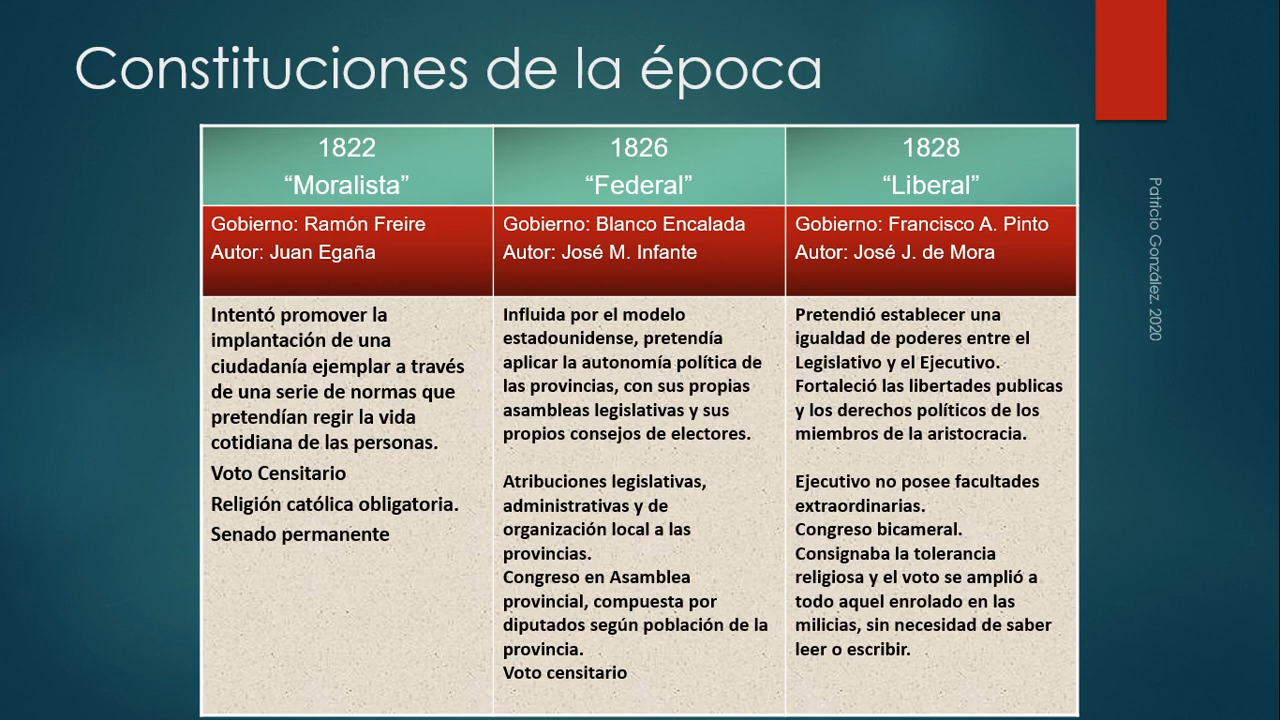 Constituciones de la época
1822
“Moralista”
1826
“Federal”
1828
“Liberal”
Gobierno: Ramón Freire
Autor: Juan Egaña
Gobierno: Blanco Encalada
Autor: José M. Infante
Gobierno: Francisco A. Pinto
Autor: José J. de Mora
Intentó promover la
implantación de una
ciudadanía ejemplar a través
de una serie de normas que
pretendían regir la vida
cotidiana de las personas.
Voto Censitario
Religión católica obligatoria.
Senado permanente
Influida por el modelo
estadounidense, pretendía
aplicar la autonomía política de
las provincias, con sus propias
asambleas legislativas y sus
propios consejos de electores.
Atribuciones legislativas,
administrativas y de
organización local a las
provincias.
Congreso en Asamblea
provincial, compuesta por
diputados según población de la
provincia.
Voto censitario
Pretendió establecer una
igualdad de poderes entre el
Legislativo y el Ejecutivo.
Fortaleció las libertades publicas
y los derechos políticos de los
miembros de la aristocracia.
Ejecutivo no posee facultades
extraordinarias.
Congreso bicameral.
Consignaba la tolerancia
religiosa y el voto se amplió a
todo aquel enrolado en las
milicias, sin necesidad de saber
leer o escribir.
Patricio González. 2020